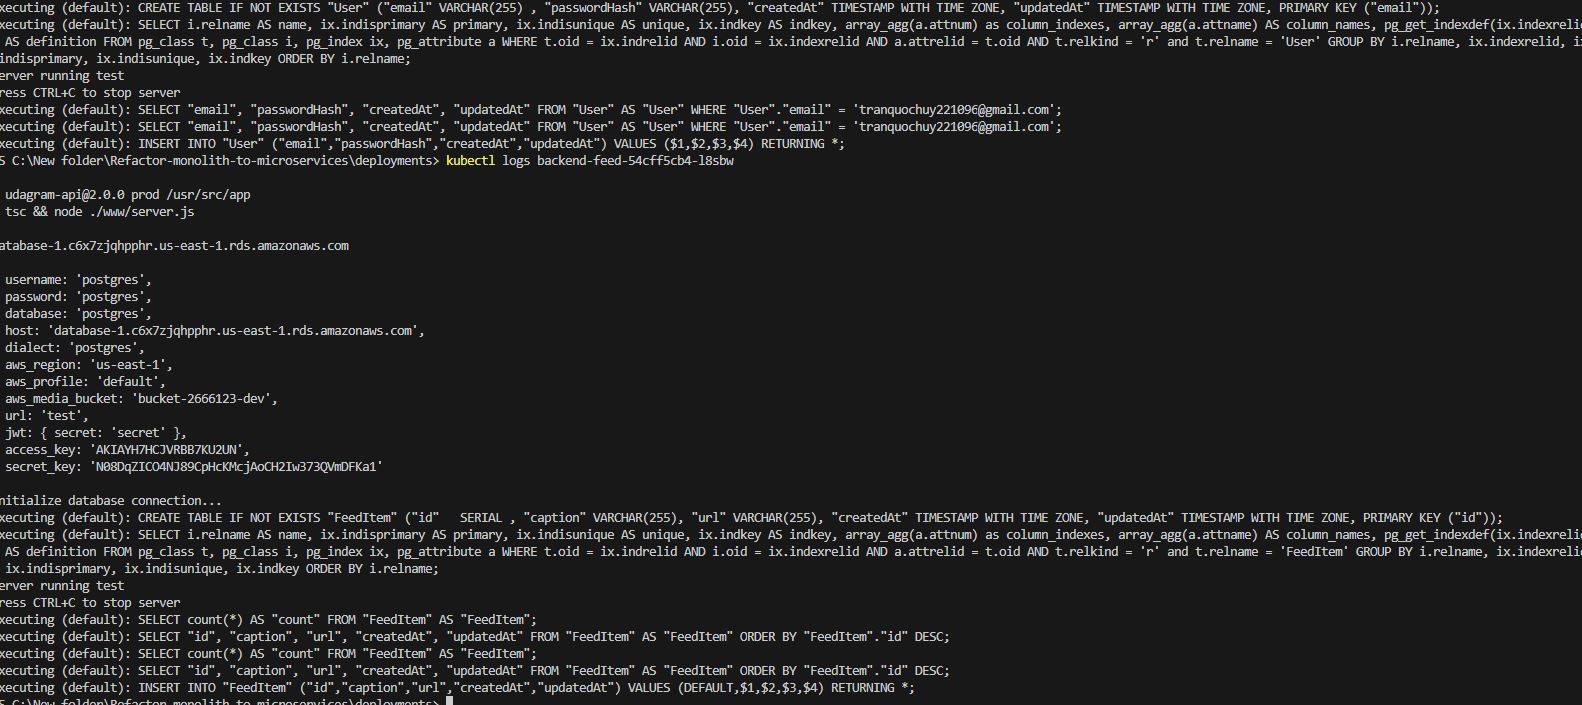 xecuting (default): CREATE TABLE IF NOT EXISTS "User" ("email" VARCHAR(255) , "passwordHash" VARCHAR(255), "createdAt" TIMESTAMP WITH TIME ZONE, "updatedAt" TIMESTAMP WITH TIME ZONE, PRIMARY KEY ("email"));
xecuting (default): SELECT i.relname AS name, ix.indisprimary AS primary, ix.indisunique AS unique, ix.indkey AS indkey, array_agg(a.attnum) as column_indexes, array_agg(a.attname) AS column_names, pg_get_indexdef(ix.indexrelid
AS definition FROM pg_class t, pg_class i, pg_index ix, pg_attribute a WHERE t.oid = ix.indrelid AND i.oid = ix.indexrelid AND a.attrelid = t.oid AND t.relkind = 'r' and t.relname = 'User' GROUP BY i.relname, ix.indexrelid, ix
indisprimary, ix.indisunique, ix.indkey ORDER BY i.relname;
erver running test
ress CTRL+C to stop server
xecuting (default): SELECT "email", "passwordHash", "createdAt", "updatedAt" FROM "User" AS "User" WHERE "User"."email" = 'tranquochuy221096@gmail.com';
xecuting (default): SELECT "email", "passwordHash", "createdAt", "updatedAt" FROM "User" AS "User" WHERE "User"."email" = 'tranquochuy221096@gmail.com';
xecuting (default): INSERT INTO "User" ("email","passwordHash","createdAt","updatedAt") VALUES ($1,$2,$3,$4) RETURNING *;
S C:\New folder\Refactor-monolith-to-microservices\deployments> kubectl logs backend-feed-54cff5cb4-l8sbw
udagram-api@2.0.0 prod /usr/src/app
tsc && node ./www/server.js
atabase-1.c6x7zjqhpphr.us-east-1.rds.amazonaws.com
username: 'postgres',
password: 'postgres',
database: 'postgres',
host: 'database-1.c6x7zjqhpphr.us-east-1.rds.amazonaws.com',
dialect: 'postgres',
aws_region: 'us-east-1',
aws_profile: 'default',
aws_media_bucket: 'bucket-2666123-dev',
url: 'test',
jwt: { secret: 'secret' },
access_key: 'AKIAYH7HCJVRBB7KU2UN',
secret_key: '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'
nitialize database connection...
xecuting (default): CREATE TABLE IF NOT EXISTS "FeedItem" ("id"   SERIAL , "caption" VARCHAR(255), "url" VARCHAR(255), "createdAt" TIMESTAMP WITH TIME ZONE, "updatedAt" TIMESTAMP WITH TIME ZONE, PRIMARY KEY ("id"));
xecuting (default): SELECT i.relname AS name, ix.indisprimary AS primary, ix.indisunique AS unique, ix.indkey AS indkey, array_agg(a.attnum) as column_indexes, array_agg(a.attname) AS column_names, pg_get_indexdef(ix.indexrelid
AS definition FROM pg_class t, pg_class i, pg_index ix, pg_attribute a WHERE t.oid = ix.indrelid AND i.oid = ix.indexrelid AND a.attrelid = t.oid AND t.relkind = 'r' and t.relname = 'FeedItem' GROUP BY i.relname, ix.indexrelid
ix.indisprimary, ix.indisunique, ix.indkey ORDER BY i.relname;
erver running test
ress CTRL+C to stop server
xecuting (default): SELECT count(*) AS "count" FROM "FeedItem" AS "FeedItem";
xecuting (default): SELECT "id", "caption", "url", "createdAt", "updatedAt" FROM "FeedItem" AS "FeedItem" ORDER BY "FeedItem"."id" DESC;
xecuting (default): SELECT count(*) AS "count" FROM "FeedItem" AS "FeedItem";
xecuting (default): SELECT "id", "caption", "url", "createdAt", "updatedAt" FROM "FeedItem" AS "FeedItem" ORDER BY "FeedItem"."id" DESC;
xecuting (default): INSERT INTO "FeedItem" ("id","caption","url","createdAt","updatedAt") VALUES (DEFAULT,$1,$2,$3,$4) RETURNING *;
S C:\New folder\Refactor-monolith-to-microservices\deployments>